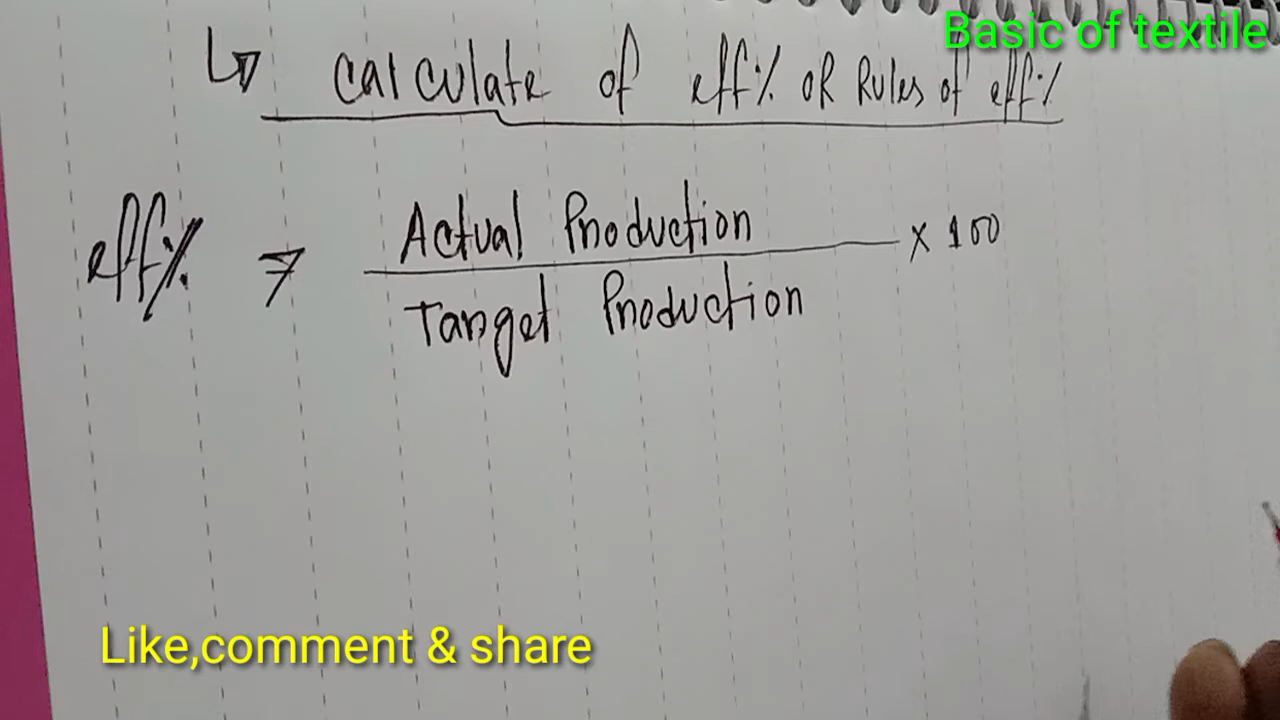 Basic of textile
Calculate of eff% OR Rules of eff%
eff% = Actual Production × 100
Target Production
Like,comment & share